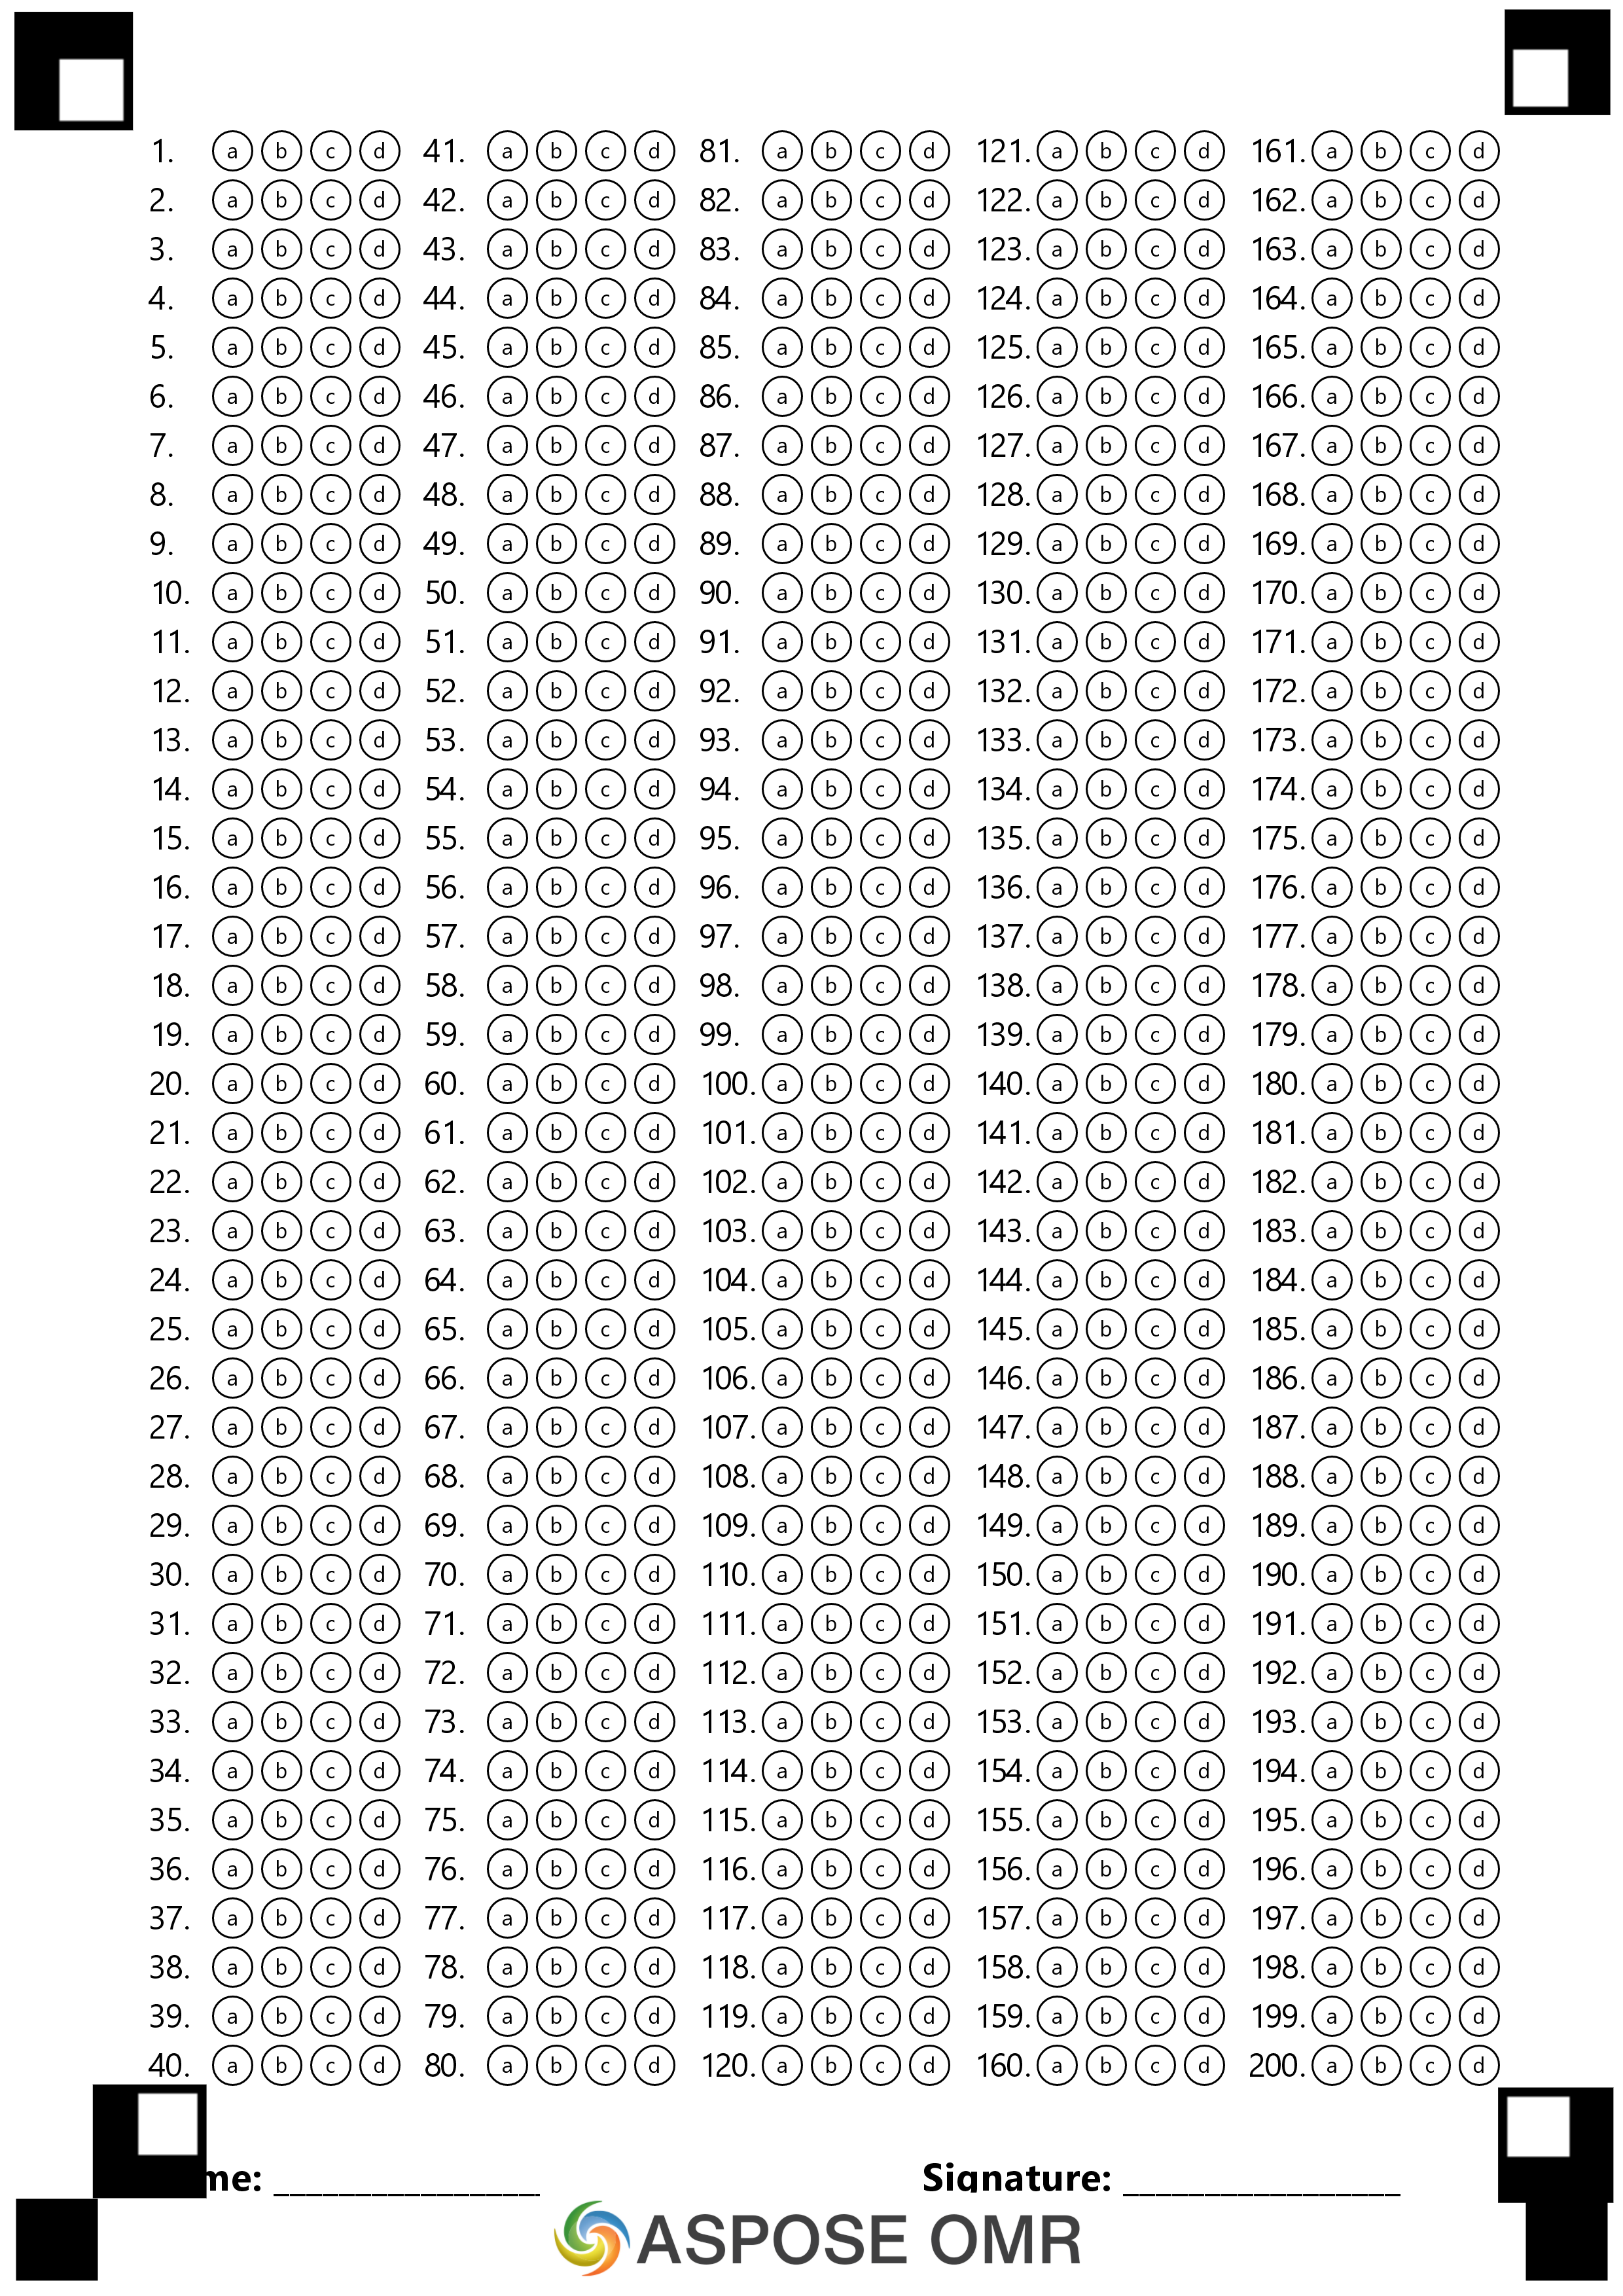 1. a b c d 41. a b c d 81. a b c d 121. a b c d 161. a b c d
2. a b c d 42. a b c d 82. a b c d 122. a b c d 162. a b c d
3. a b c d 43. a b c d 83. a b c d 123. a b c d 163. a b c d
4. a b c d 44. a b c d 84. a b c d 124. a b c d 164. a b c d
5. a b c d 45. a b c d 85. a b c d 125. a b c d 165. a b c d
6. a b c d 46. a b c d 86. a b c d 126. a b c d 166. a b c d
7. a b c d 47. a b c d 87. a b c d 127. a b c d 167. a b c d
8. a b c d 48. a b c d 88. a b c d 128. a b c d 168. a b c d
9. a b c d 49. a b c d 89. a b c d 129. a b c d 169. a b c d
10. a b c d 50. a b c d 90. a b c d 130. a b c d 170. a b c d
11. a b c d 51. a b c d 91. a b c d 131. a b c d 171. a b c d
12. a b c d 52. a b c d 92. a b c d 132. a b c d 172. a b c d
13. a b c d 53. a b c d 93. a b c d 133. a b c d 173. a b c d
14. a b c d 54. a b c d 94. a b c d 134. a b c d 174. a b c d
15. a b c d 55. a b c d 95. a b c d 135. a b c d 175. a b c d
16. a b c d 56. a b c d 96. a b c d 136. a b c d 176. a b c d
17. a b c d 57. a b c d 97. a b c d 137. a b c d 177. a b c d
18. a b c d 58. a b c d 98. a b c d 138. a b c d 178. a b c d
19. a b c d 59. a b c d 99. a b c d 139. a b c d 179. a b c d
20. a b c d 60. a b c d 100. a b c d 140. a b c d 180. a b c d
21. a b c d 61. a b c d 101. a b c d 141. a b c d 181. a b c d
22. a b c d 62. a b c d 102. a b c d 142. a b c d 182. a b c d
23. a b c d 63. a b c d 103. a b c d 143. a b c d 183. a b c d
24. a b c d 64. a b c d 104. a b c d 144. a b c d 184. a b c d
25. a b c d 65. a b c d 105. a b c d 145. a b c d 185. a b c d
26. a b c d 66. a b c d 106. a b c d 146. a b c d 186. a b c d
27. a b c d 67. a b c d 107. a b c d 147. a b c d 187. a b c d
28. a b c d 68. a b c d 108. a b c d 148. a b c d 188. a b c d
29. a b c d 69. a b c d 109. a b c d 149. a b c d 189. a b c d
30. a b c d 70. a b c d 110. a b c d 150. a b c d 190. a b c d
31. a b c d 71. a b c d 111. a b c d 151. a b c d 191. a b c d
32. a b c d 72. a b c d 112. a b c d 152. a b c d 192. a b c d
33. a b c d 73. a b c d 113. a b c d 153. a b c d 193. a b c d
34. a b c d 74. a b c d 114. a b c d 154. a b c d 194. a b c d
35. a b c d 75. a b c d 115. a b c d 155. a b c d 195. a b c d
36. a b c d 76. a b c d 116. a b c d 156. a b c d 196. a b c d
37. a b c d 77. a b c d 117. a b c d 157. a b c d 197. a b c d
38. a b c d 78. a b c d 118. a b c d 158. a b c d 198. a b c d
39. a b c d 79. a b c d 119. a b c d 159. a b c d 199. a b c d
40. a b c d 80. a b c d 120. a b c d 160. a b c d 200. a b c d
me: ________________ Signature: ________________
ASPOSE OMR